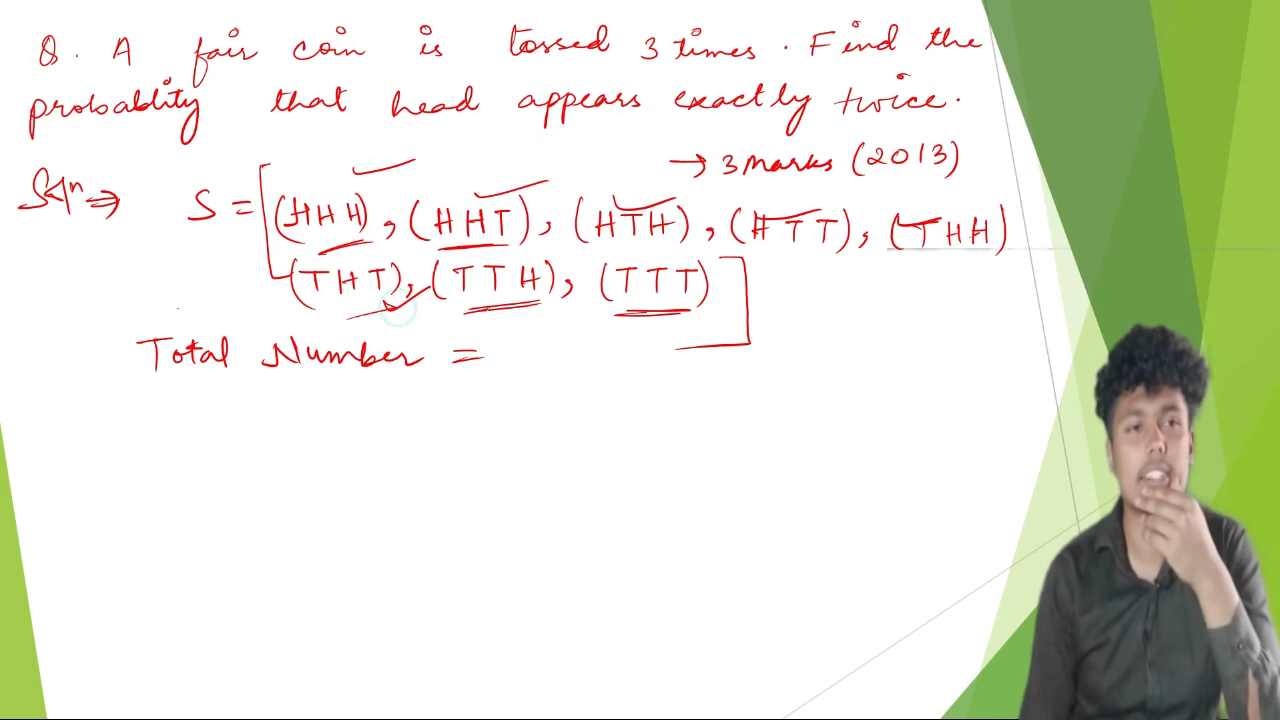 Q. A fair coin is tossed 3 times. Find the
probablity that head appears exactly twice.
→ 3 marks (2013)
Sol^n ⇒ S = [(HHH), (HHT), (HTH), (HTT), (THH)
(THT), (TTH), (TTT)]
Total Number =